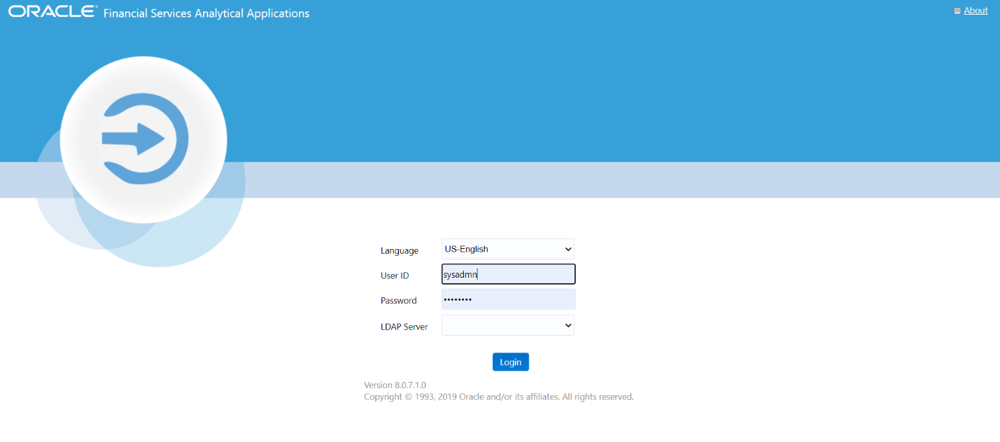 ORACLE Financial Services Analytical Applications
About
Language US-English
User ID sysadmn
Password ••••••••
LDAP Server
Login
Version 8.0.7.1.0
Copyright © 1993, 2019 Oracle and/or its affiliates. All rights reserved.